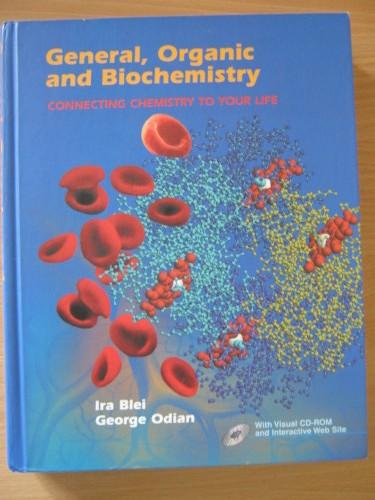 General, Organic
and Biochemistry
CONNECTING CHEMISTRY TO YOUR LIFE
Ira Blei
George Odian
With Visual CD-ROM
and Interactive Web Site